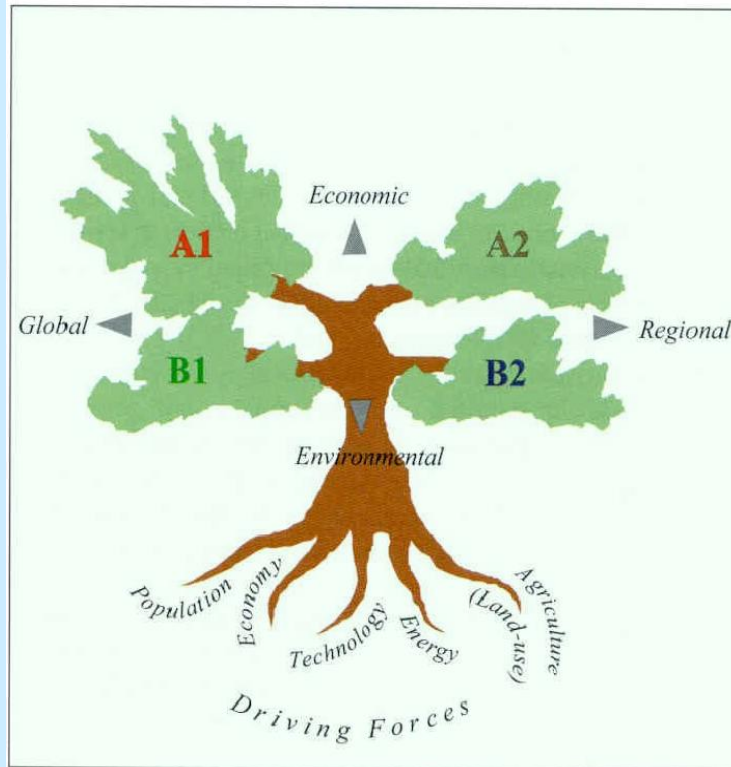 Economic
A1
A2
Global
Regional
B1
B2
Environmental
Population
Economy
Technology
Energy
Agriculture
(Land-use)
Driving Forces